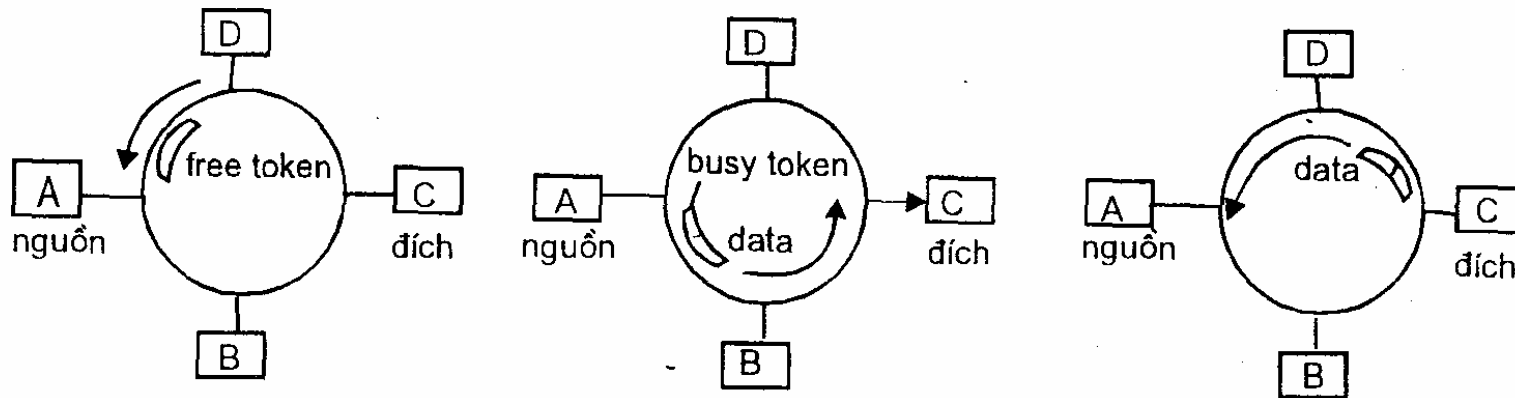 D
free token
A
C
nguồn
đích
B
D
busy token
A
C
nguồn
data
đích
B
D
data
A
C
nguồn
đích
B